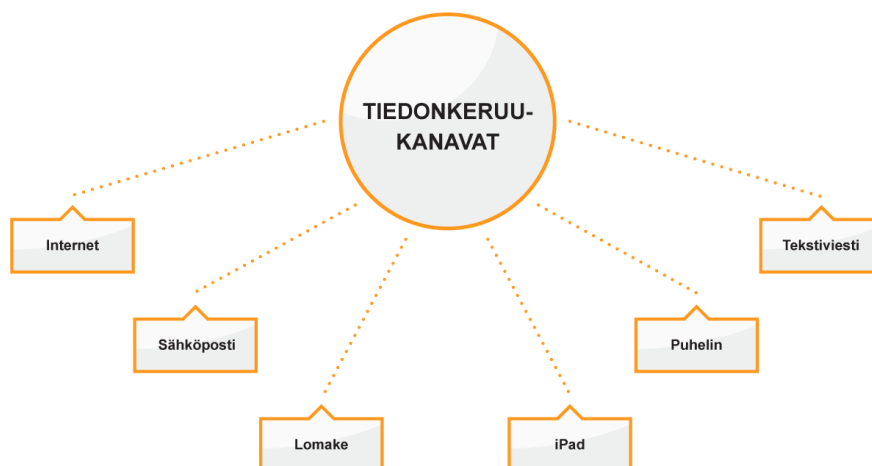 TIEDONKERUU-
KANAVAT
Internet
Tekstiviesti
Sähköposti
Puhelin
Lomake
iPad